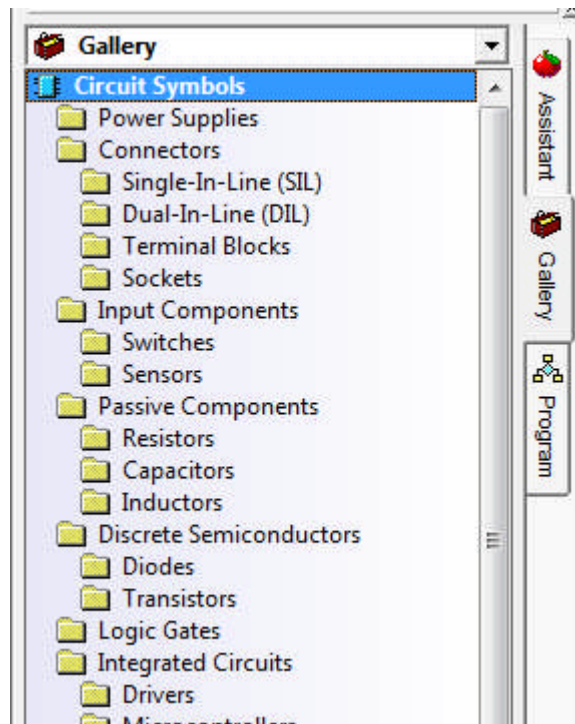 Gallery
Circuit Symbols
Power Supplies
Connectors
Single-In-Line (SIL)
Dual-In-Line (DIL)
Terminal Blocks
Sockets
Input Components
Switches
Sensors
Passive Components
Resistors
Capacitors
Inductors
Discrete Semiconductors
Diodes
Transistors
Logic Gates
Integrated Circuits
Drivers
Microcontrollers
Assistant
Gallery
Program